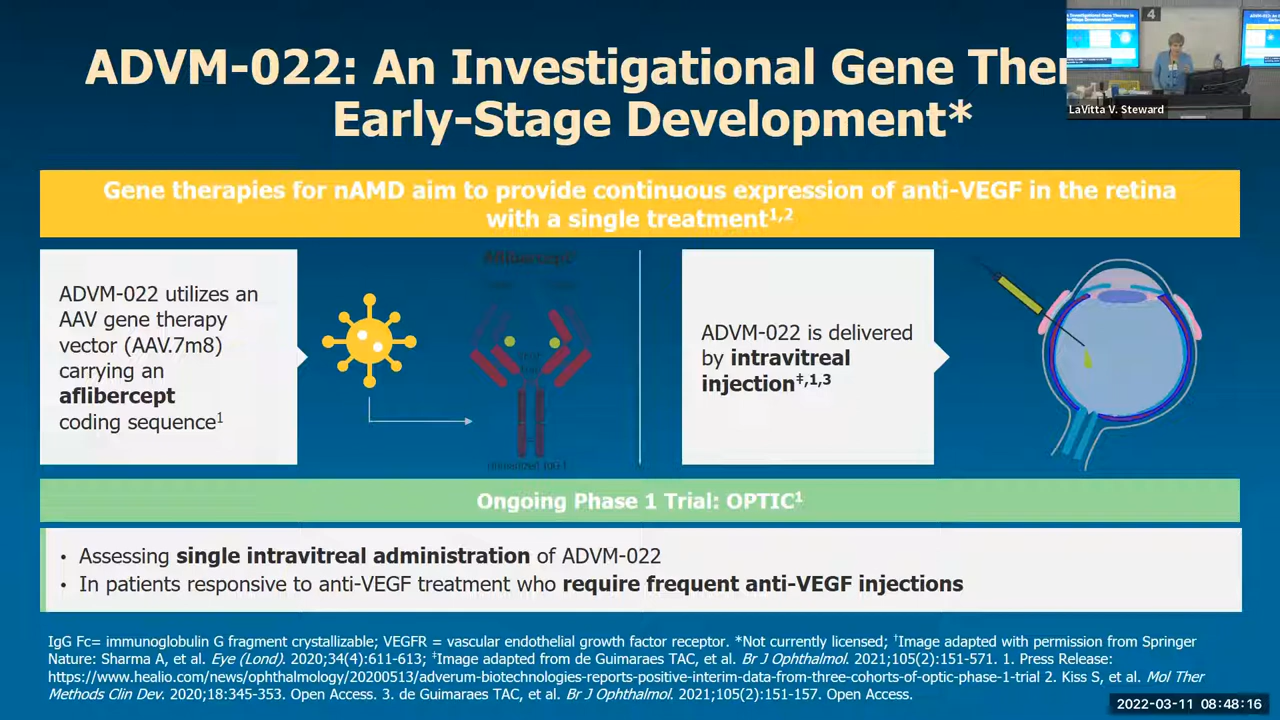 ADVM-022: An Investigational Gene Ther
Early-Stage Development*
4
LaVitta V. Steward
Gene therapies for nAMD aim to provide continuous expression of anti-VEGF in the retina
with a single treatment1,2
ADVM-022 utilizes an
AAV gene therapy
vector (AAV.7m8)
carrying an
aflibercept
coding sequence1
Aflibercept†
ADVM-022 is delivered
by intravitreal
injection‡,1,3
Ongoing Phase 1 Trial: OPTIC1
• Assessing single intravitreal administration of ADVM-022
• In patients responsive to anti-VEGF treatment who require frequent anti-VEGF injections
IgG Fc= immunoglobulin G fragment crystallizable; VEGFR = vascular endothelial growth factor receptor. *Not currently licensed; †Image adapted with permission from Springer
Nature: Sharma A, et al. Eye (Lond). 2020;34(4):611-613; ‡Image adapted from de Guimaraes TAC, et al. Br J Ophthalmol. 2021;105(2):151-571. 1. Press Release:
https://www.healio.com/news/ophthalmology/20200513/adverum-biotechnologies-reports-positive-interim-data-from-three-cohorts-of-optic-phase-1-trial 2. Kiss S, et al. Mol Ther
Methods Clin Dev. 2020;18:345-353. Open Access. 3. de Guimaraes TAC, et al. Br J Ophthalmol. 2021;105(2):151-157. Open Access.
2022-03-11 08:48:16